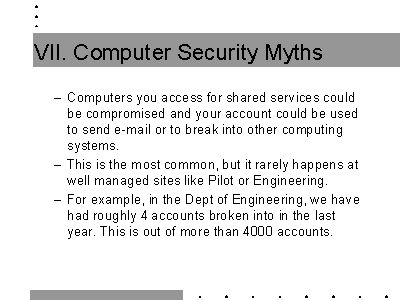 VII. Computer Security Myths
– Computers you access for shared services could
be compromised and your account could be used
to send e-mail or to break into other computing
systems.
– This is the most common, but it rarely happens at
well managed sites like Pilot or Engineering.
– For example, in the Dept of Engineering, we have
had roughly 4 accounts broken into in the last
year. This is out of more than 4000 accounts.